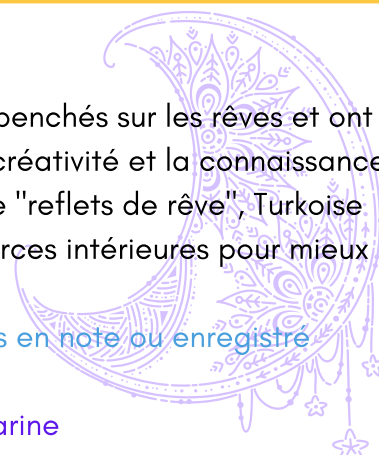 penchés sur les rêves et ont
créativité et la connaissance
e "reflets de rêve", Turkoise
rces intérieures pour mieux
s en note ou enregistré
arine